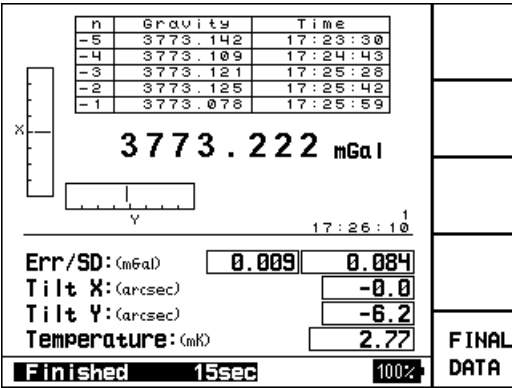 n Gravity Time
-5 3773.142 17:23:30
-4 3773.109 17:24:43
-3 3773.121 17:25:28
-2 3773.125 17:25:42
-1 3773.078 17:25:59
X
3773.222 mGal
Y
1
17:26:10
Err/SD:(mGal) 0.009 0.084
Tilt X:(arcsec) -0.0
Tilt Y:(arcsec) -6.2
Temperature:(mK) 2.77
Finished 15sec 100%
FINAL
DATA